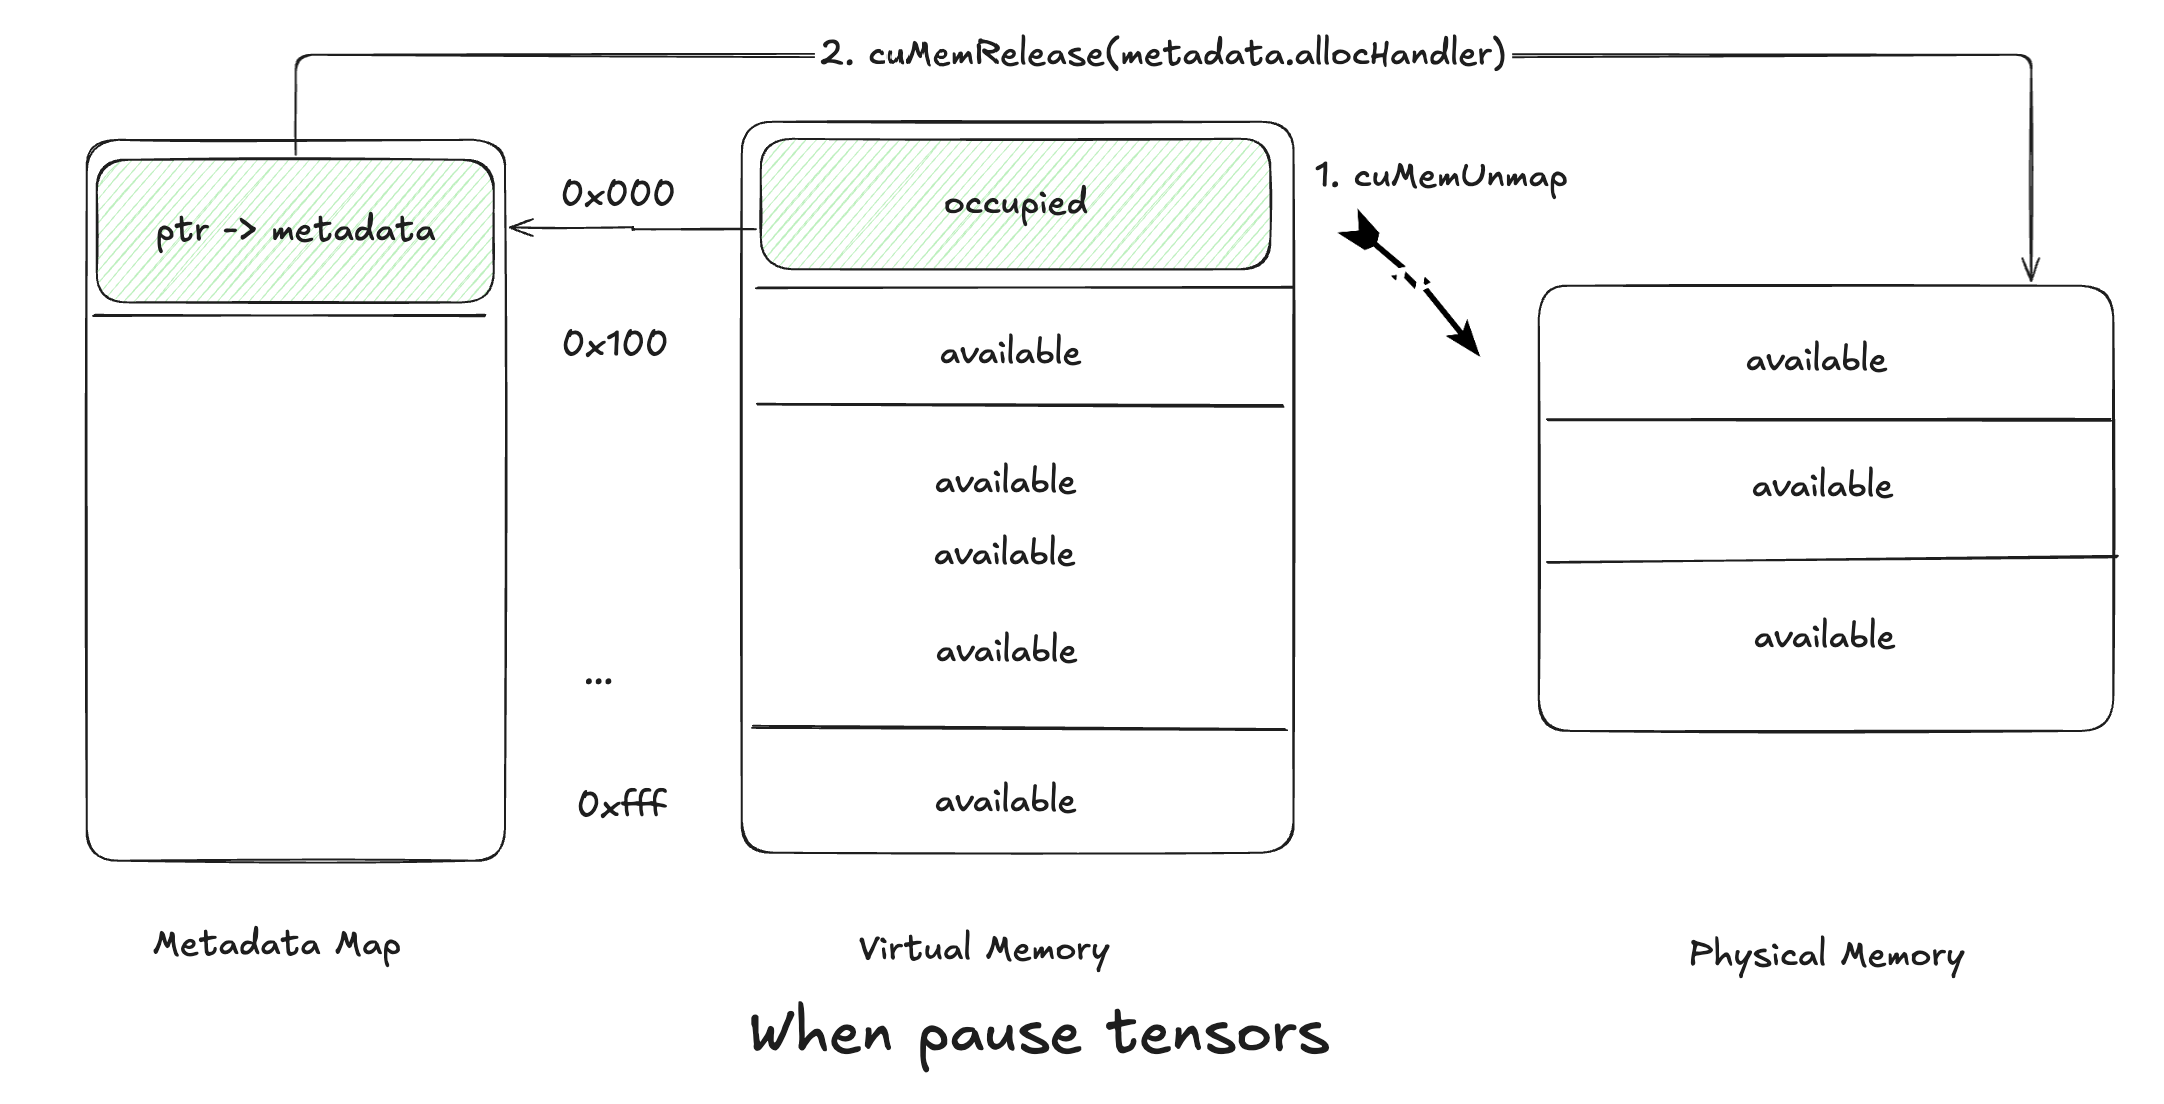 2. cuMemRelease(metadata.allocHandler)
ptr -> metadata
0x000
occupied
1. cuMemUnmap
0x100
available
available
available
available
...
0xfff
available
available
available
available
Metadata Map
Virtual Memory
Physical Memory
When pause tensors